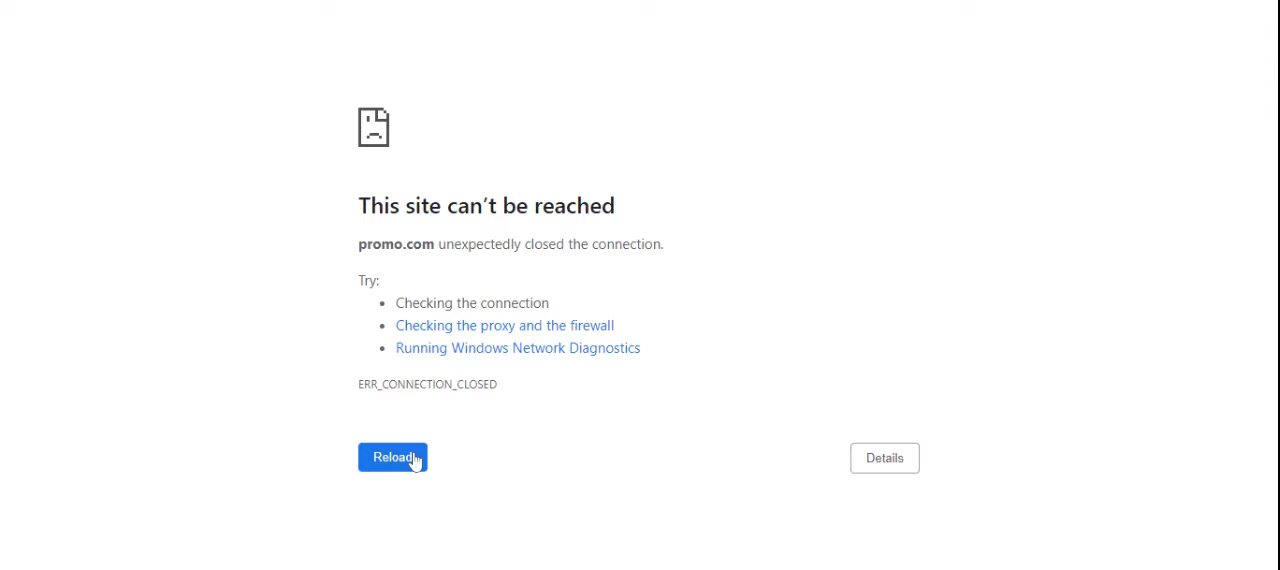 This site can’t be reached
promo.com unexpectedly closed the connection.
Try:
• Checking the connection
• Checking the proxy and the firewall
• Running Windows Network Diagnostics
ERR_CONNECTION_CLOSED
Reload
Details